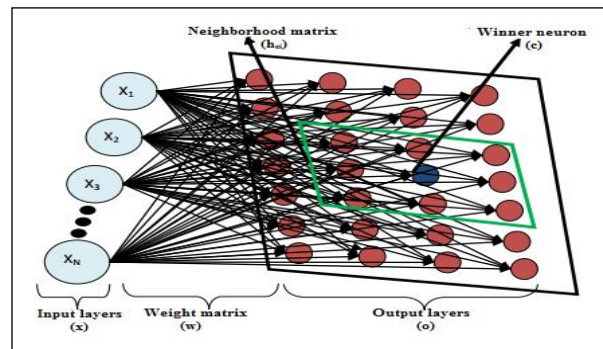 Neighborhood matrix
(hci)
Winner neuron
(c)
X1
X2
X3
XN
Input layers
(x)
Weight matrix
(w)
Output layers
(o)